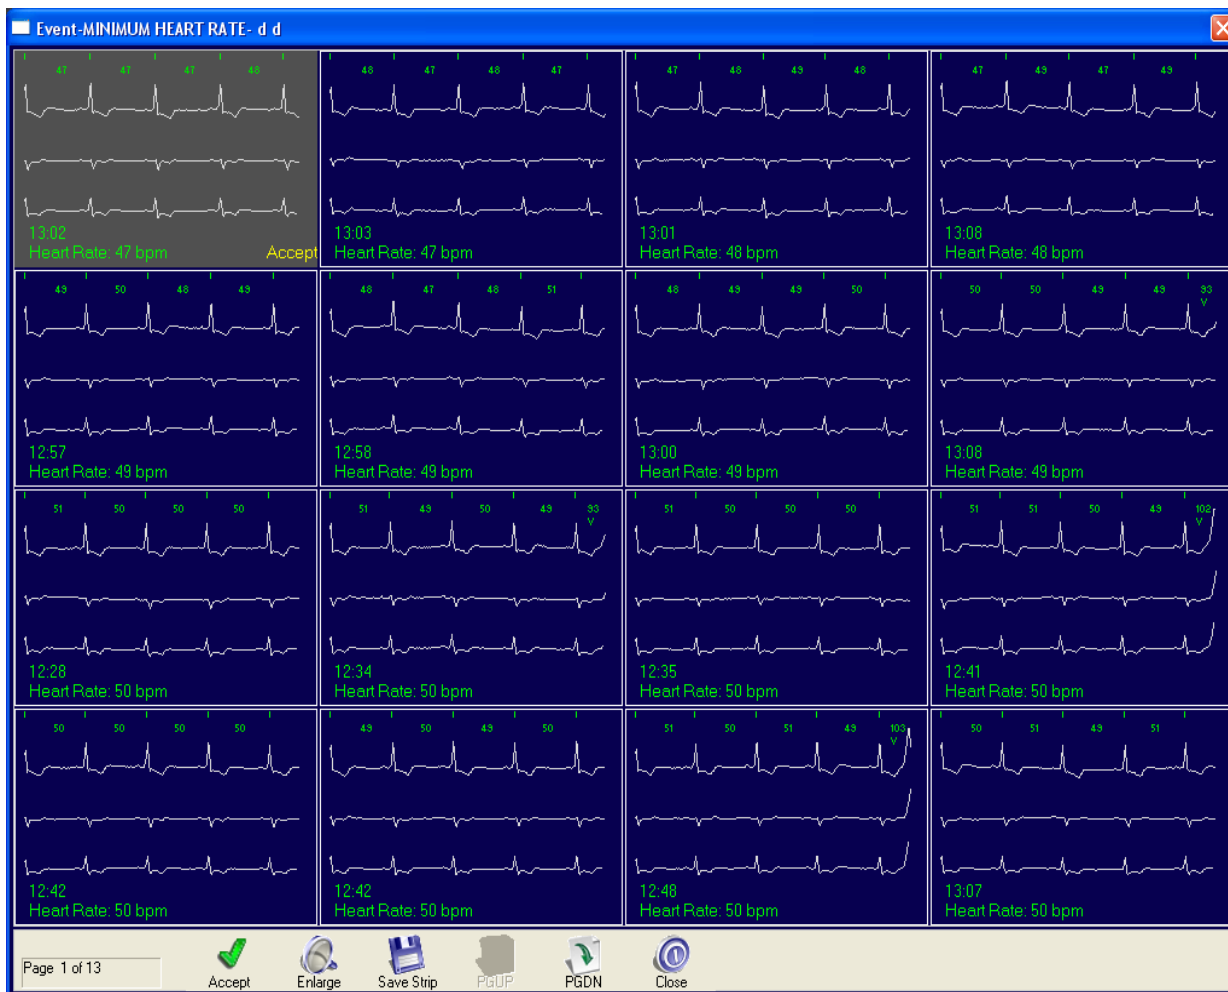 Event-MINIMUM HEART RATE- d d
47 47 47 48
13:02
Heart Rate: 47 bpm
Accept
48 47 48 47
13:03
Heart Rate: 47 bpm
47 48 49 48
13:01
Heart Rate: 48 bpm
47 49 47 49
13:08
Heart Rate: 48 bpm
49 50 48 49
12:57
Heart Rate: 49 bpm
48 47 48 51
12:58
Heart Rate: 49 bpm
48 49 49 50
13:00
Heart Rate: 49 bpm
50 50 49 49 93
V
13:08
Heart Rate: 49 bpm
51 50 50 50
12:28
Heart Rate: 50 bpm
51 49 50 49 93
V
12:34
Heart Rate: 50 bpm
51 50 50 50
12:35
Heart Rate: 50 bpm
51 51 50 49 102
V
12:41
Heart Rate: 50 bpm
50 50 50 50
12:42
Heart Rate: 50 bpm
49 50 49 50
12:42
Heart Rate: 50 bpm
51 50 51 49 103
V
12:48
Heart Rate: 50 bpm
50 51 49 51
13:07
Heart Rate: 50 bpm
Page 1 of 13
Accept
Enlarge
Save Strip
PGUP
PGDN
Close